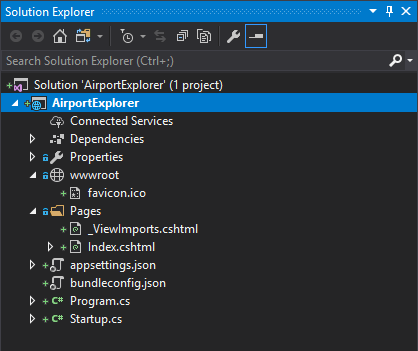 Solution Explorer
Search Solution Explorer (Ctrl+;)
Solution 'AirportExplorer' (1 project)
AirportExplorer
Connected Services
Dependencies
Properties
wwwroot
favicon.ico
Pages
_ViewImports.cshtml
Index.cshtml
appsettings.json
bundleconfig.json
C# Program.cs
C# Startup.cs